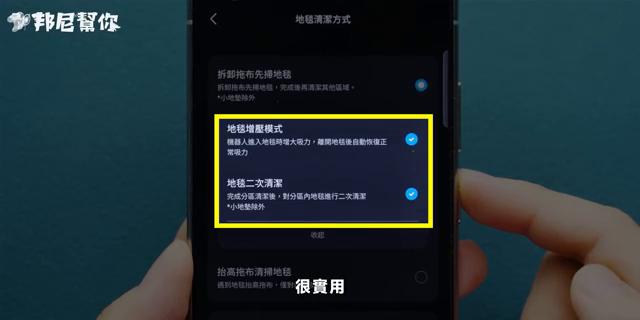 邦尼幫你
地毯清潔方式
拆卸拖布先掃地毯
拆卸拖布先掃地毯，完成後再清潔其他區域。
*小地墊除外
地毯增壓模式
機器人進入地毯時增大吸力，離開地毯後自動恢復正
常吸力
地毯二次清潔
完成分區清潔後，對分區內地毯進行二次清潔
*小地墊除外
收起
抬高拖布清掃地毯
遇到地毯抬高拖布，僅對
很實用